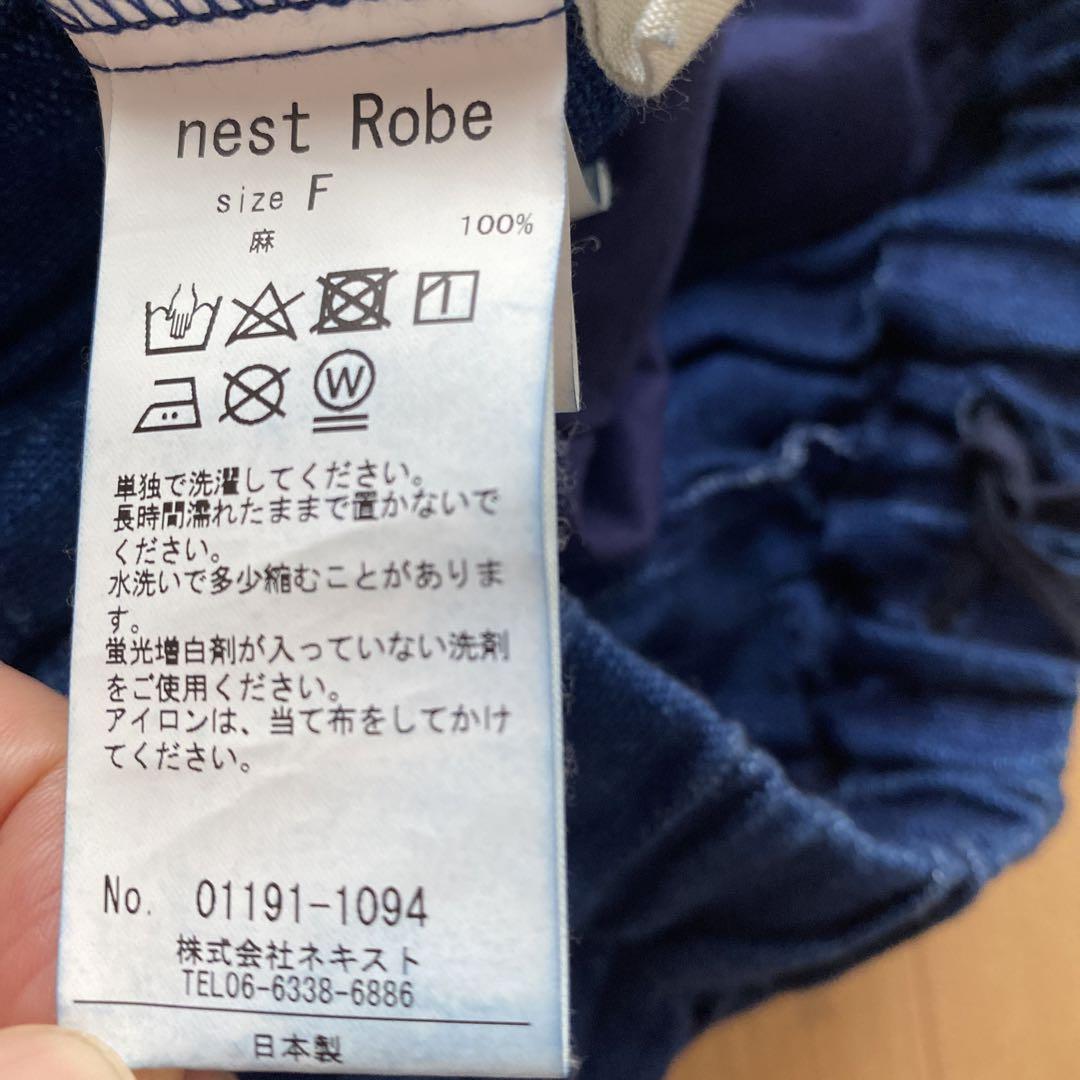 nest Robe
size F
麻 100%
W
単独で洗濯してください。
長時間濡れたままで置かないで
ください。
水洗いで多少縮むことがありま
す。
蛍光増白剤が入っていない洗剤
をご使用ください。
アイロンは、当て布をしてかけ
てください。
No. 01191-1094
株式会社ネキスト
TEL06-6338-6886
日本製